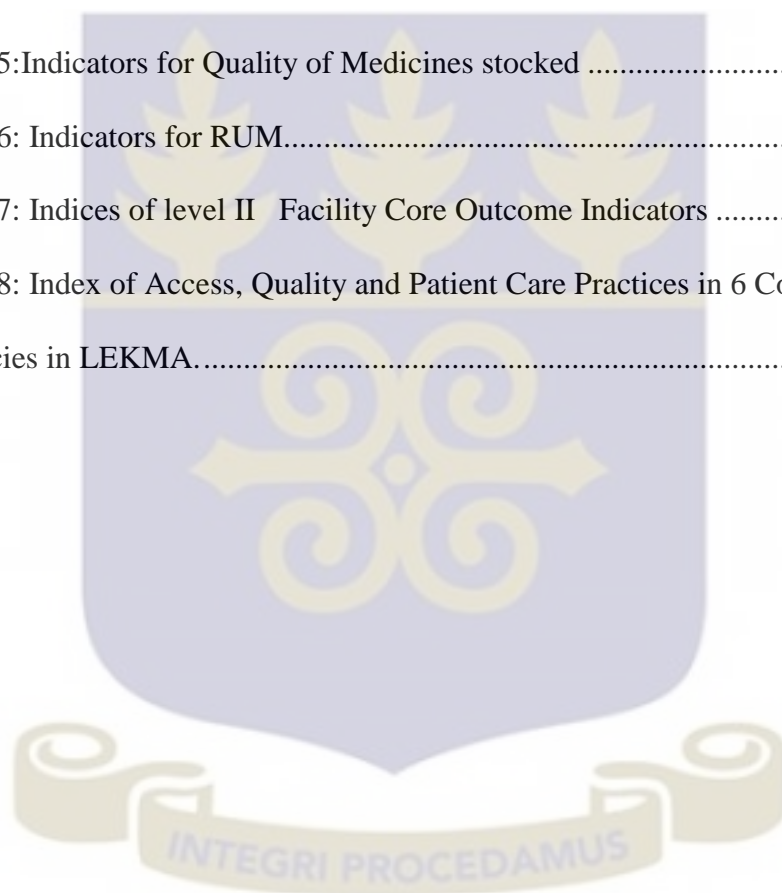 5:Indicators for Quality of Medicines stocked ........................
6: Indicators for RUM..............................................................
7: Indices of level II Facility Core Outcome Indicators ........
8: Index of Access, Quality and Patient Care Practices in 6 Co
cies in LEKMA.........................................................................
INTEGRI PROCEDAMUS